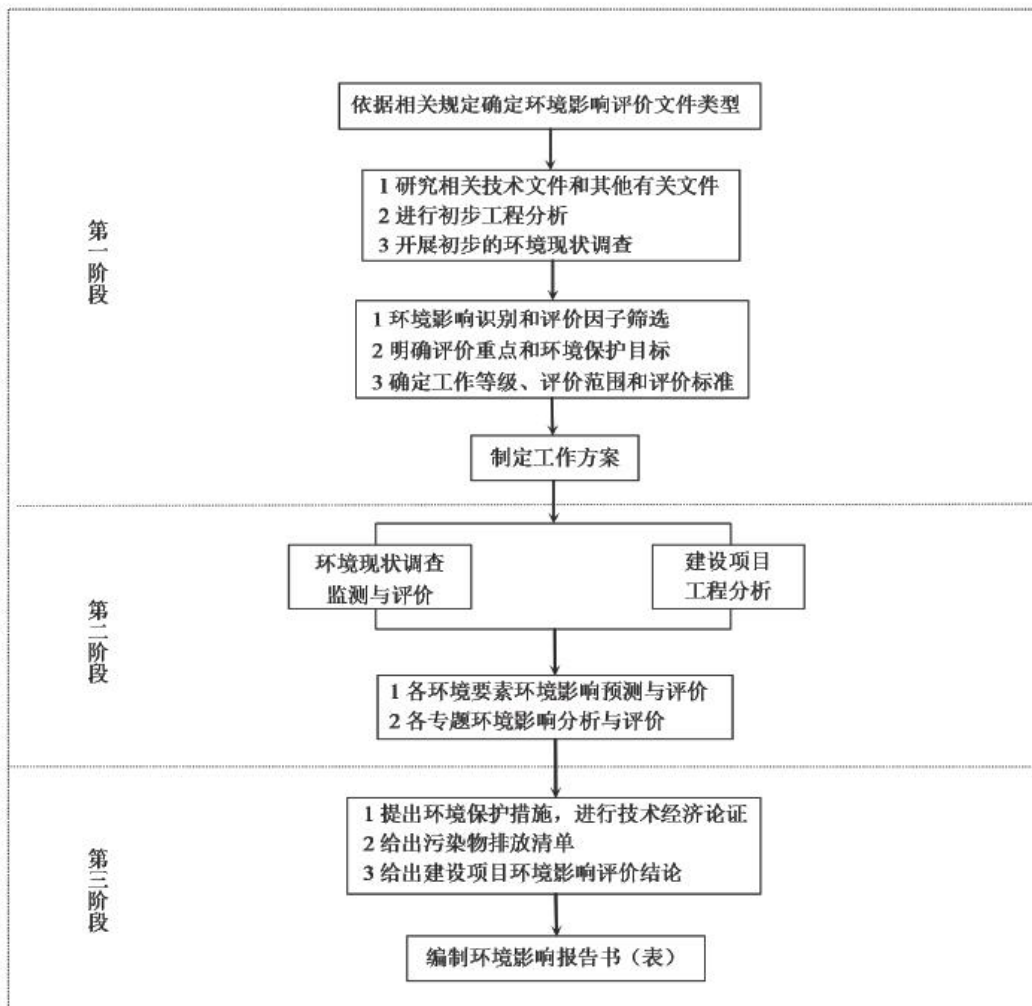 依据相关规定确定环境影响评价文件类型
1 研究相关技术文件和其他有关文件
2 进行初步工程分析
3 开展初步的环境现状调查
第一阶段
1 环境影响识别和评价因子筛选
2 明确评价重点和环境保护目标
3 确定工作等级、评价范围和评价标准
制定工作方案
环境现状调查
监测与评价
建设项目
工程分析
第二阶段
1 各环境要素环境影响预测与评价
2 各专题环境影响分析与评价
1 提出环境保护措施，进行技术经济论证
2 给出污染物排放清单
3 给出建设项目环境影响评价结论
第三阶段
编制环境影响报告书（表）